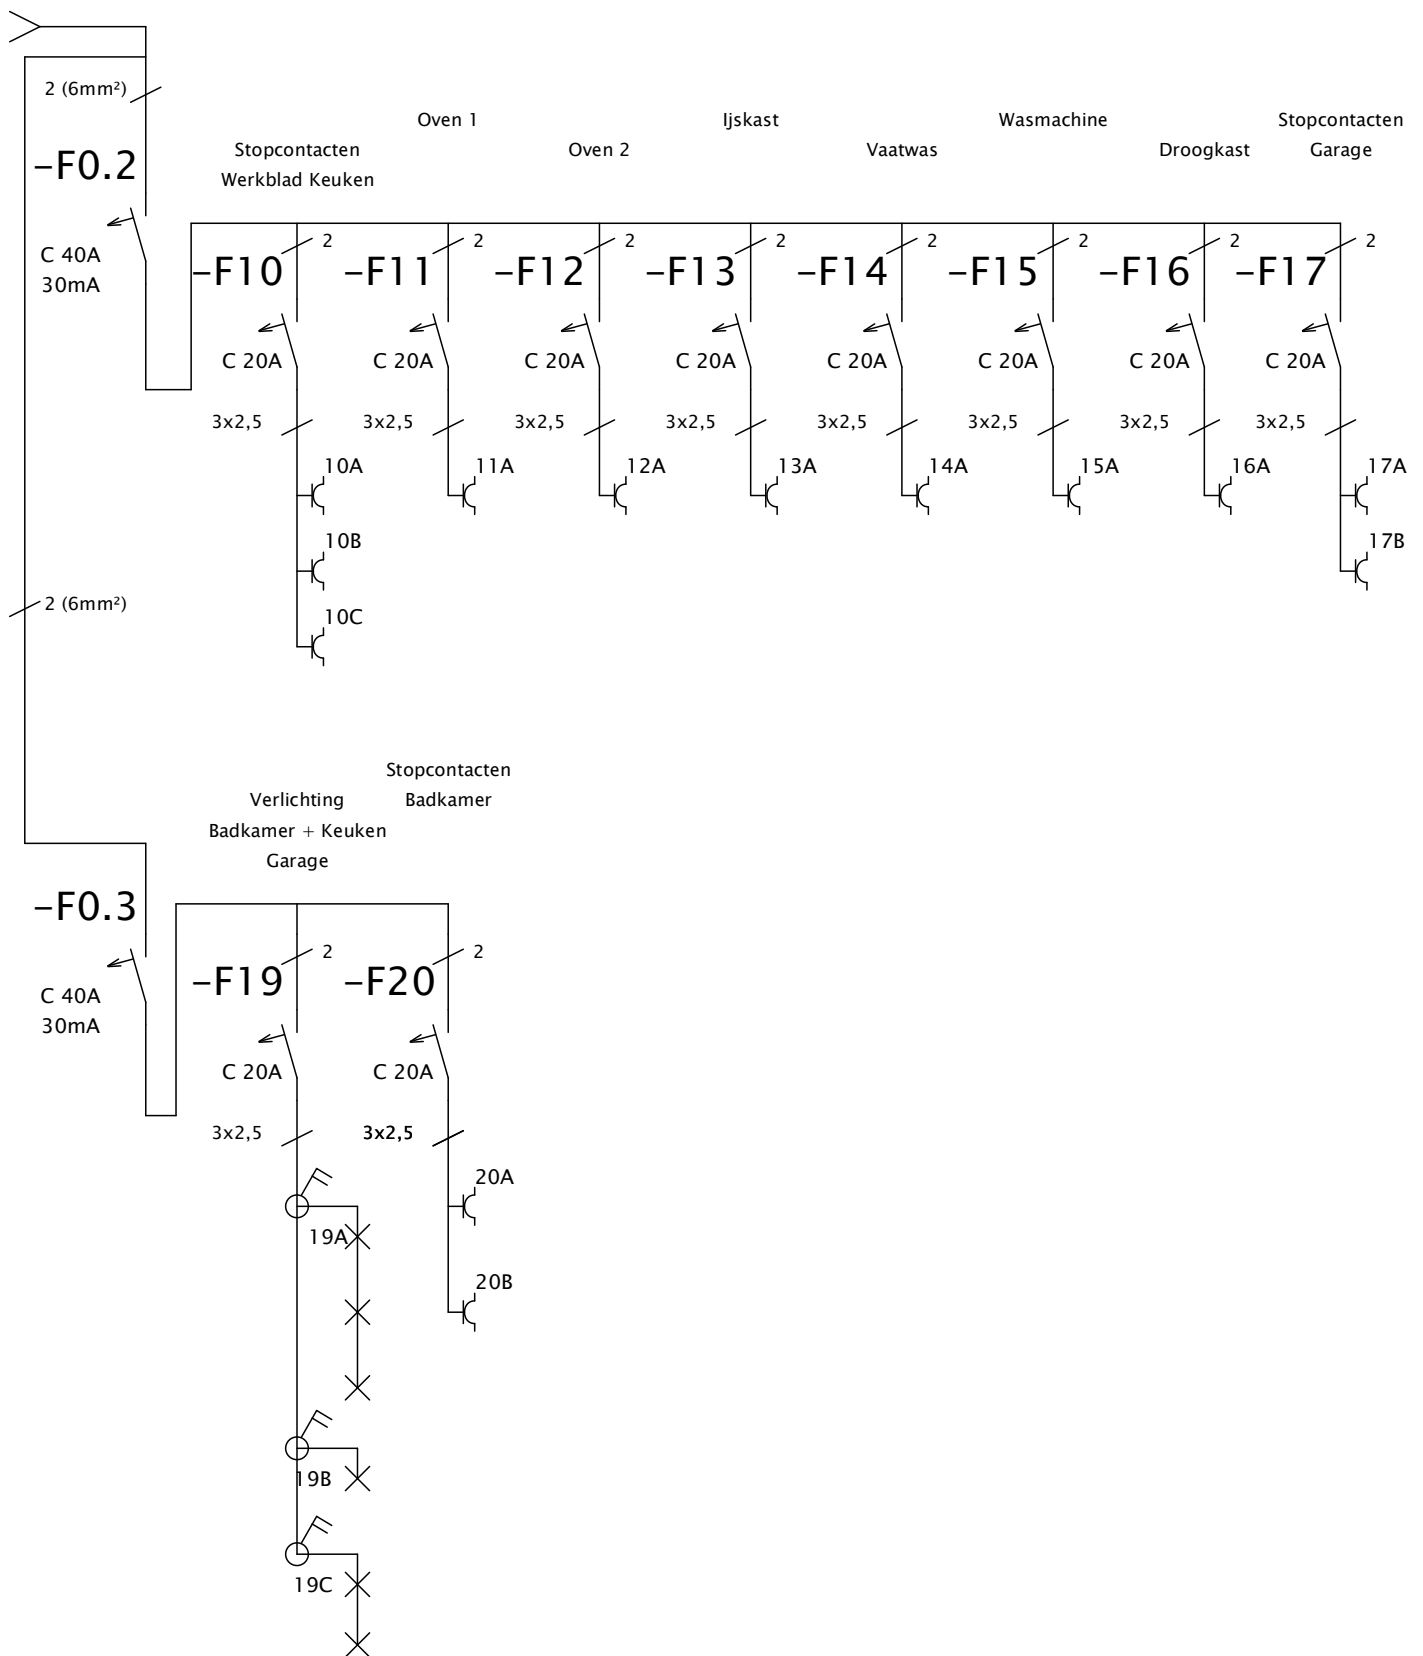 2 (6mm²)
Oven 1
Ijskast
Wasmachine
Stopcontacten
Garage
Stopcontacten
Werkblad Keuken
Oven 2
Vaatwas
Droogkast
-F0.2
C 40A
30mA
2
2
2
2
2
2
2
2
-F10
-F11
-F12
-F13
-F14
-F15
-F16
-F17
C 20A
C 20A
C 20A
C 20A
C 20A
C 20A
C 20A
C 20A
3x2,5
3x2,5
3x2,5
3x2,5
3x2,5
3x2,5
3x2,5
3x2,5
10A
11A
12A
13A
14A
15A
16A
17A
10B
17B
10C
2 (6mm²)
Verlichting
Badkamer + Keuken
Garage
Stopcontacten
Badkamer
-F0.3
C 40A
30mA
2
2
-F19
-F20
C 20A
C 20A
3x2,5
3x2,5
20A
19A
20B
19B
19C